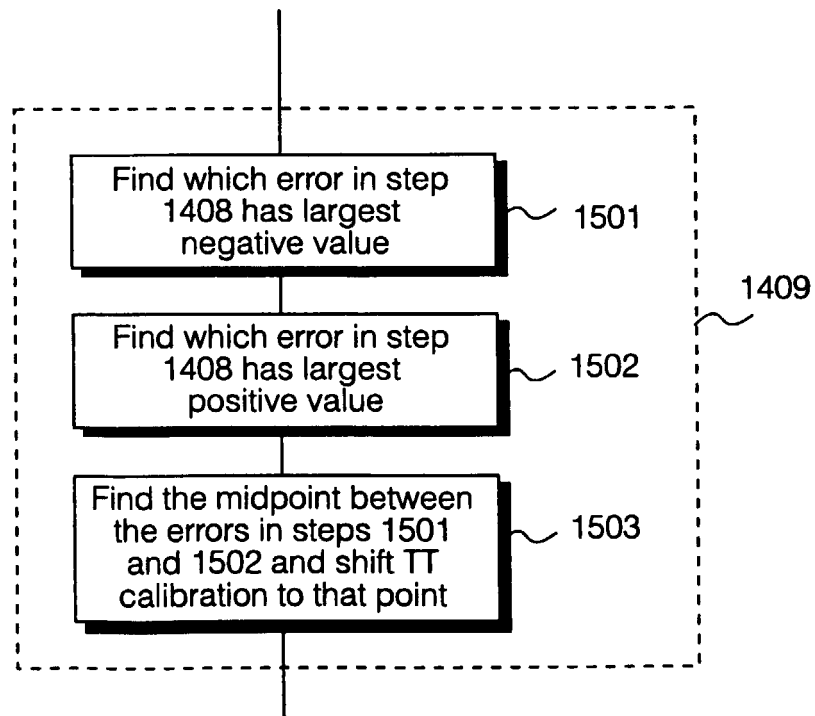 Find which error in step
1408 has largest
negative value
1501
1409
Find which error in step
1408 has largest
positive value
1502
Find the midpoint between
the errors in steps 1501
and 1502 and shift TT
calibration to that point
1503